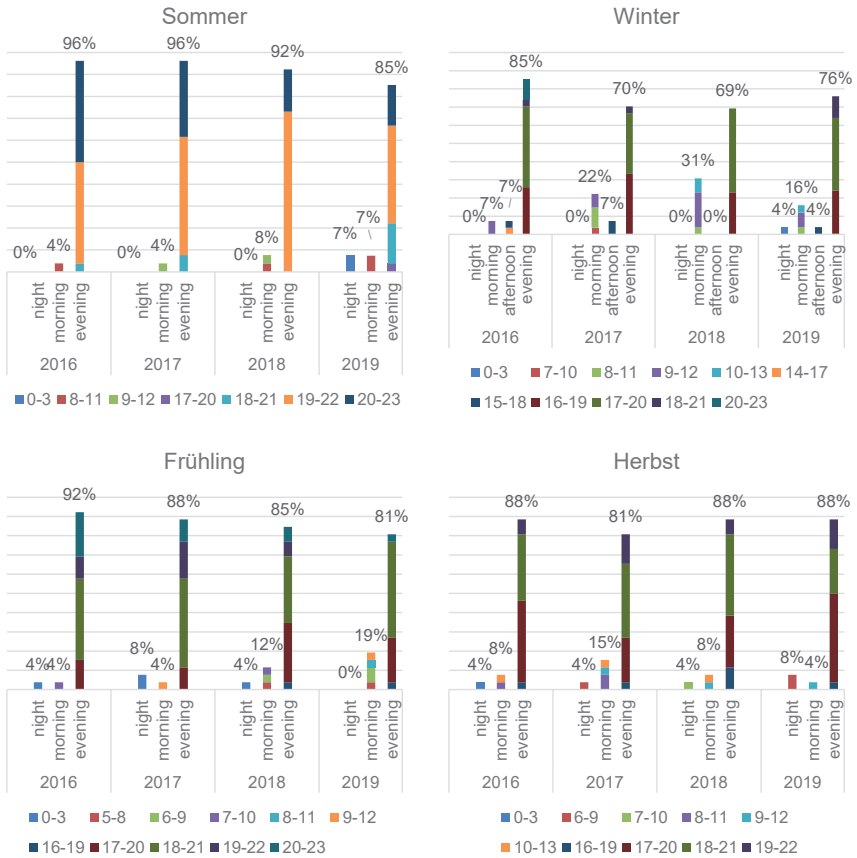 Sommer
96%
96%
92%
85%
0%
4%
0%
4%
0%
8%
7%
7%
night
morning
evening
night
morning
evening
night
morning
evening
night
morning
evening
2016
2017
2018
2019
0-3 8-11 9-12 17-20 18-21 19-22 20-23
Winter
85%
70%
69%
76%
0%
7%
7%
0%
22%
7%
0%
31%
0%
4%
16%
4%
night
morning
afternoon
evening
night
morning
afternoon
evening
night
morning
afternoon
evening
night
morning
afternoon
evening
2016
2017
2018
2019
0-3 7-10 8-11 9-12 10-13 14-17
15-18 16-19 17-20 18-21 20-23
Frühling
92%
88%
85%
81%
4%
4%
8%
4%
4%
12%
0%
19%
night
morning
evening
night
morning
evening
night
morning
evening
night
morning
evening
2016
2017
2018
2019
0-3 5-8 6-9 7-10 8-11 9-12
16-19 17-20 18-21 19-22 20-23
Herbst
88%
81%
88%
88%
4%
8%
4%
15%
4%
8%
8%
4%
night
morning
evening
night
morning
evening
night
morning
evening
night
morning
evening
2016
2017
2018
2019
0-3 6-9 7-10 8-11 9-12
10-13 16-19 17-20 18-21 19-22